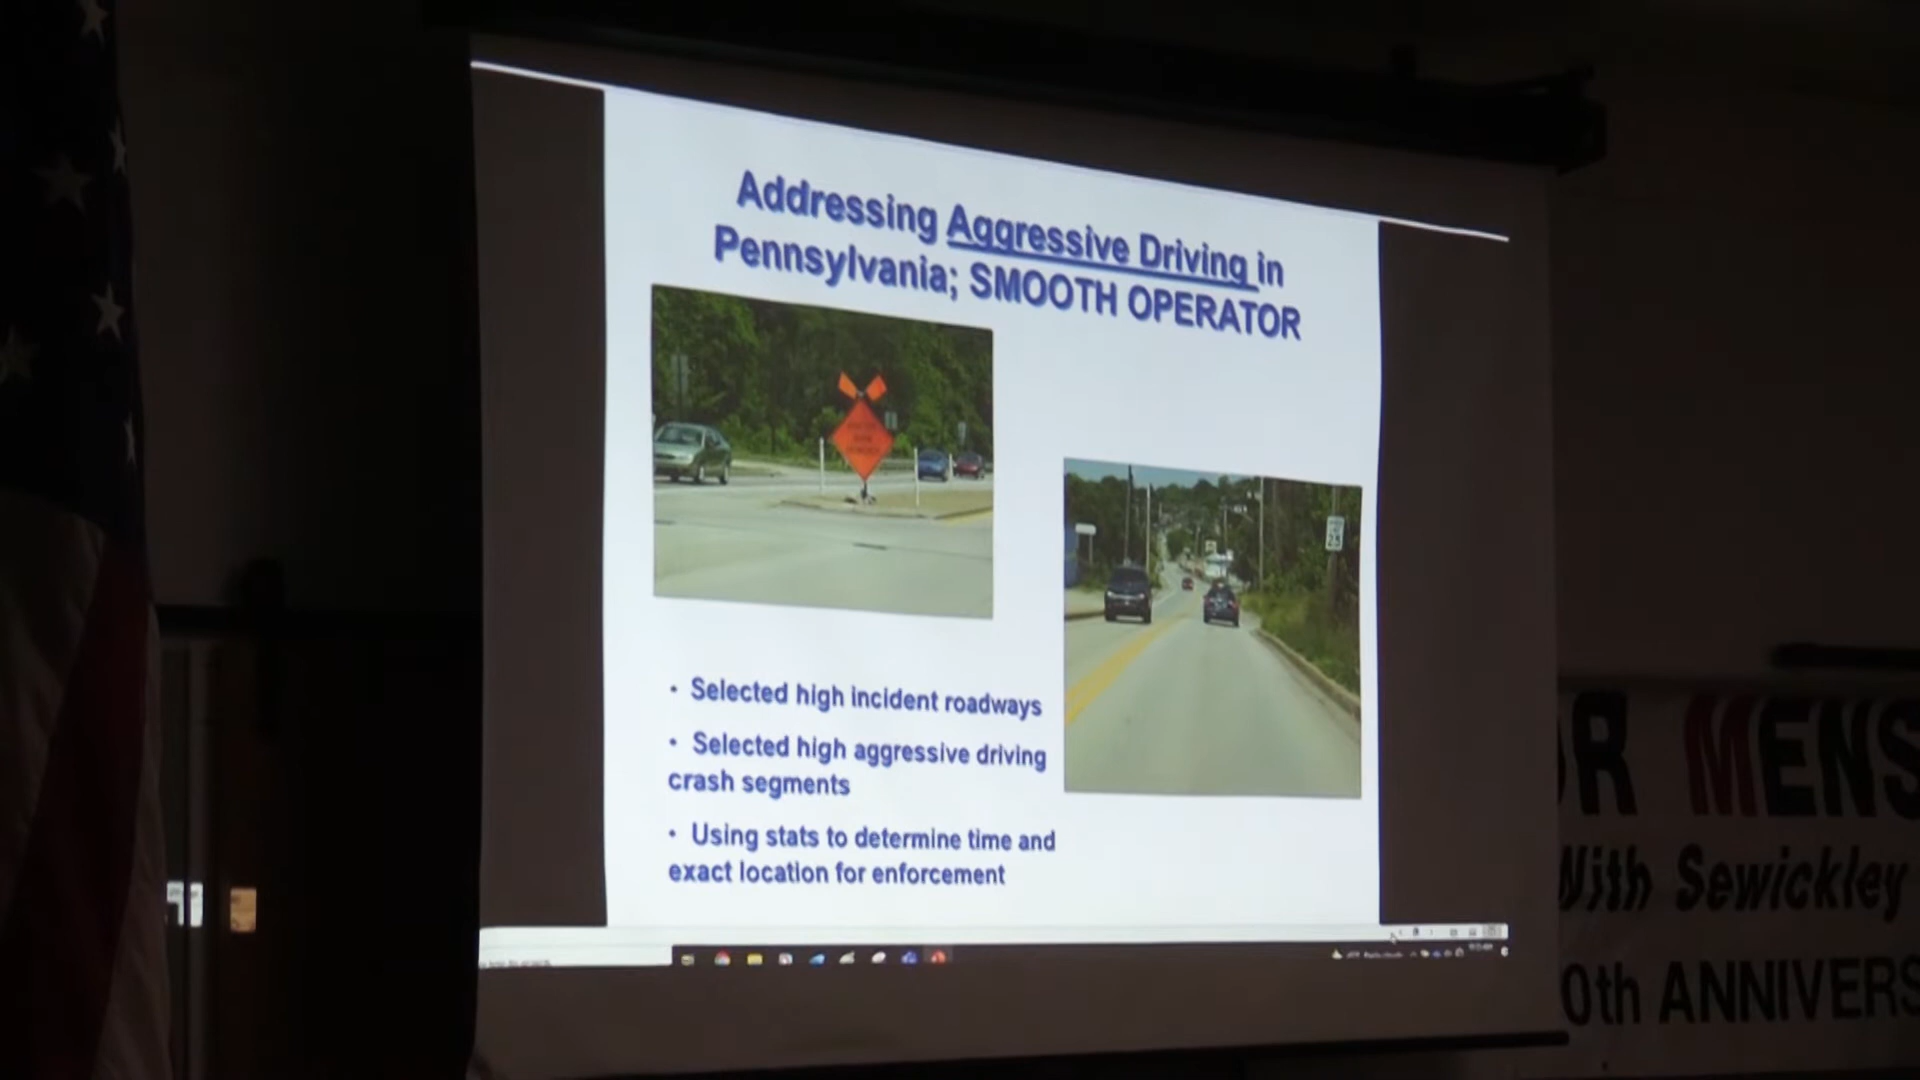 Addressing Aggressive Driving in
Pennsylvania; SMOOTH OPERATOR
25
• Selected high incident roadways
• Selected high aggressive driving
crash segments
• Using stats to determine time and
exact location for enforcement
OR MENS
With Sewickley
0th ANNIVERS